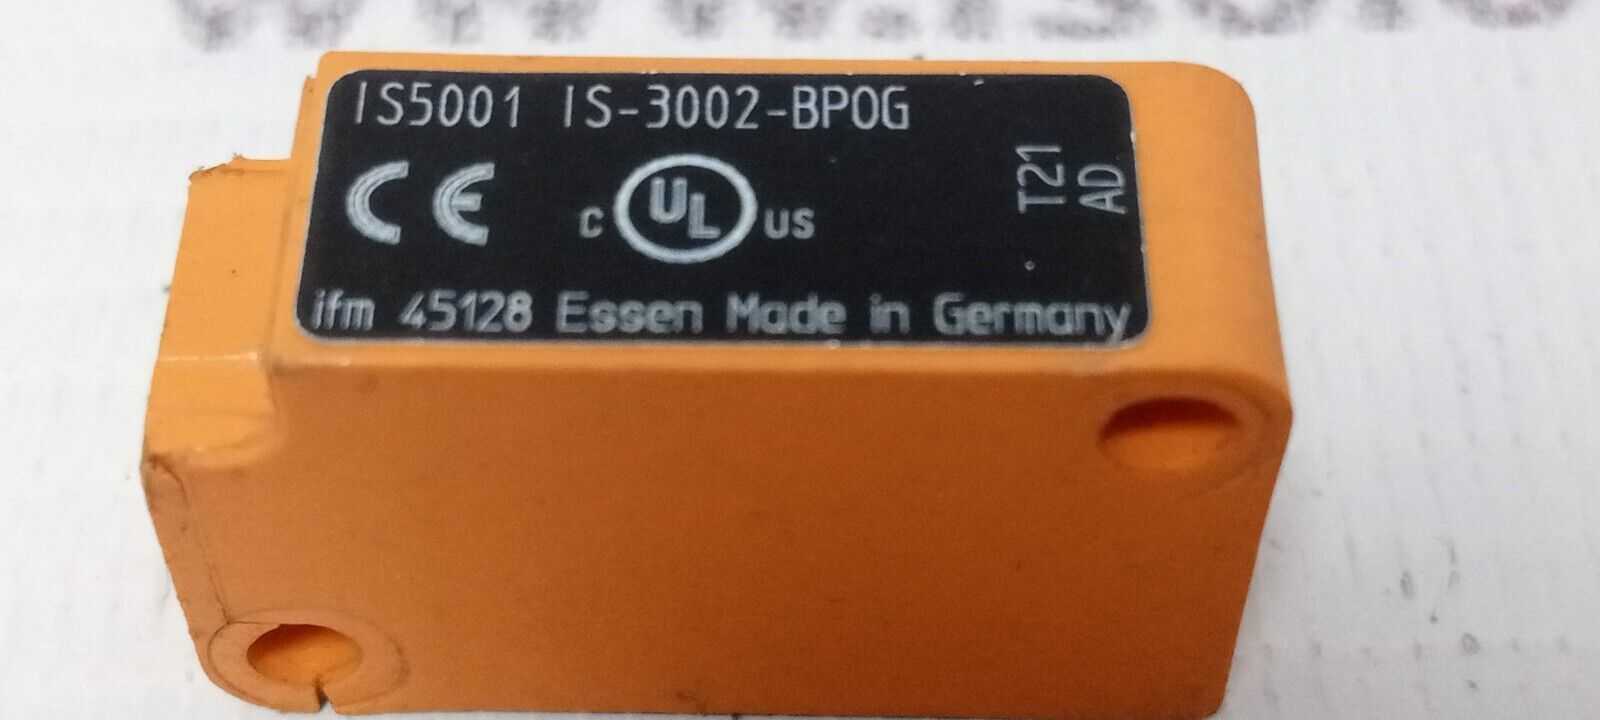 IS5001 IS-3002-BPOG
CE
C UL US
T21
AD
ifm 45128 Essen Made in Germany